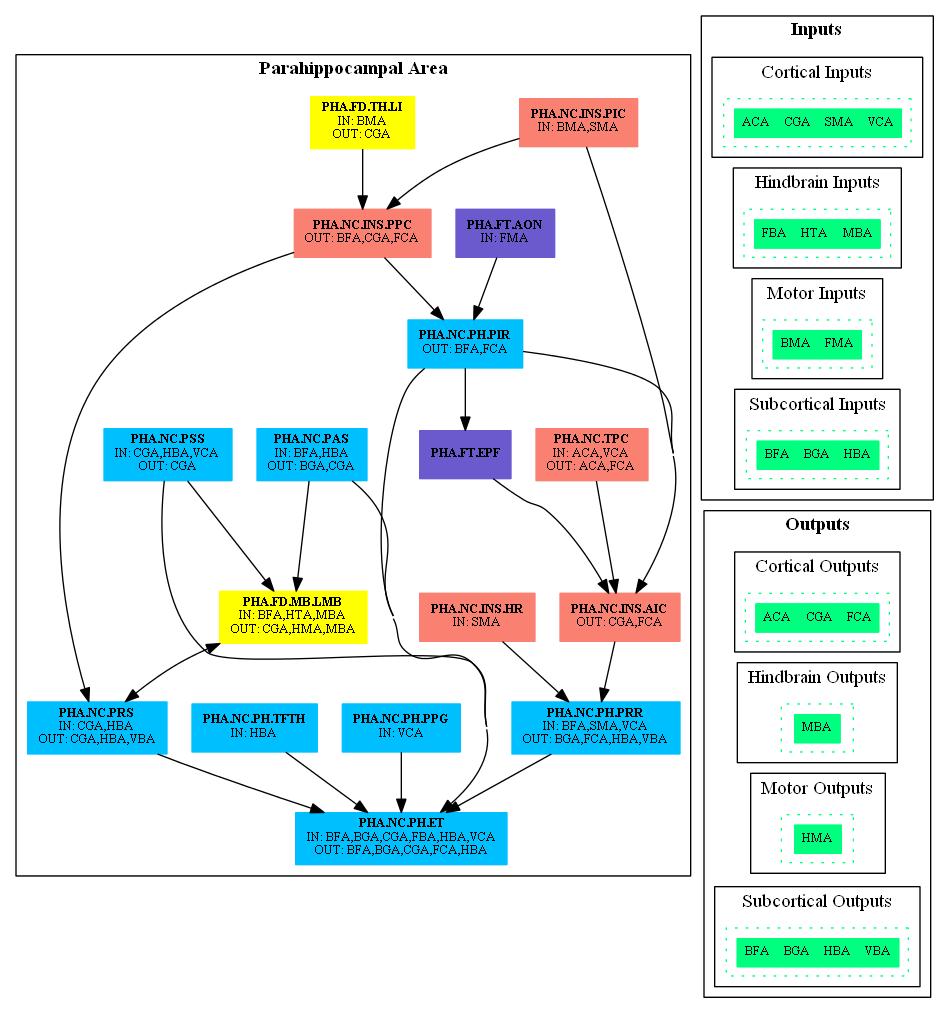 Parahippocampal Area
PHA.FD.TH.LI
IN: BMA
OUT: CGA
PHA.NC.INS.PIC
IN: BMA,SMA
PHA.NC.INS.PPC
OUT: BFA,CGA,FCA
PHA.FT.AON
IN: FMA
PHA.NC.PH.PIR
OUT: BFA,FCA
PHA.NC.PSS
IN: CGA,HBA,VCA
OUT: CGA
PHA.NC.PAS
IN: BFA,HBA
OUT: BGA,CGA
PHA.FT.EPF
PHA.NC.TPC
IN: ACA,VCA
OUT: ACA,FCA
PHA.FD.MB.LMB
IN: BFA,HTA,MBA
OUT: CGA,HMA,MBA
PHA.NC.INS.HR
IN: SMA
PHA.NC.INS.AIC
OUT: CGA,FCA
PHA.NC.PRS
IN: CGA,HBA
OUT: CGA,HBA,VBA
PHA.NC.PH.TFTH
IN: HBA
PHA.NC.PH.PPG
IN: VCA
PHA.NC.PH.PRR
IN: BFA,SMA,VCA
OUT: BGA,FCA,HBA,VBA
PHA.NC.PH.ET
IN: BFA,BGA,CGA,FBA,HBA,VCA
OUT: BFA,BGA,CGA,FCA,HBA
Inputs
Cortical Inputs
ACA CGA SMA VCA
Hindbrain Inputs
FBA HTA MBA
Motor Inputs
BMA FMA
Subcortical Inputs
BFA BGA HBA
Outputs
Cortical Outputs
ACA CGA FCA
Hindbrain Outputs
MBA
Motor Outputs
HMA
Subcortical Outputs
BFA BGA HBA VBA